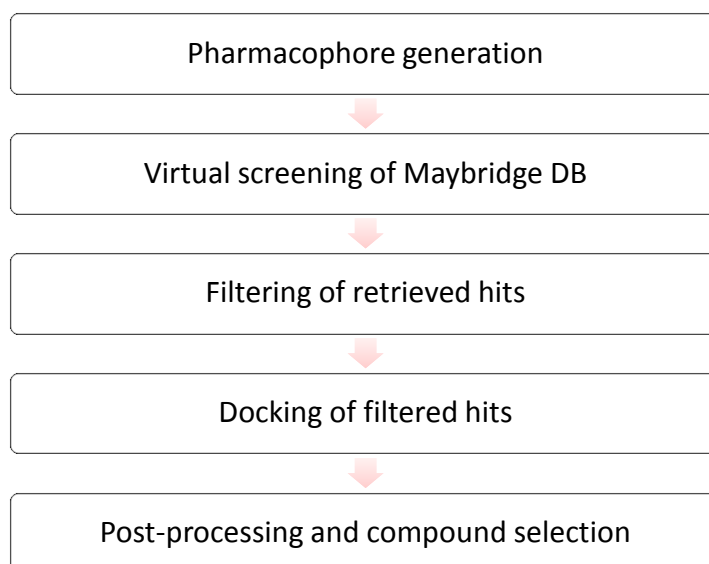 Pharmacophore generation
Virtual screening of Maybridge DB
Filtering of retrieved hits
Docking of filtered hits
Post-processing and compound selection